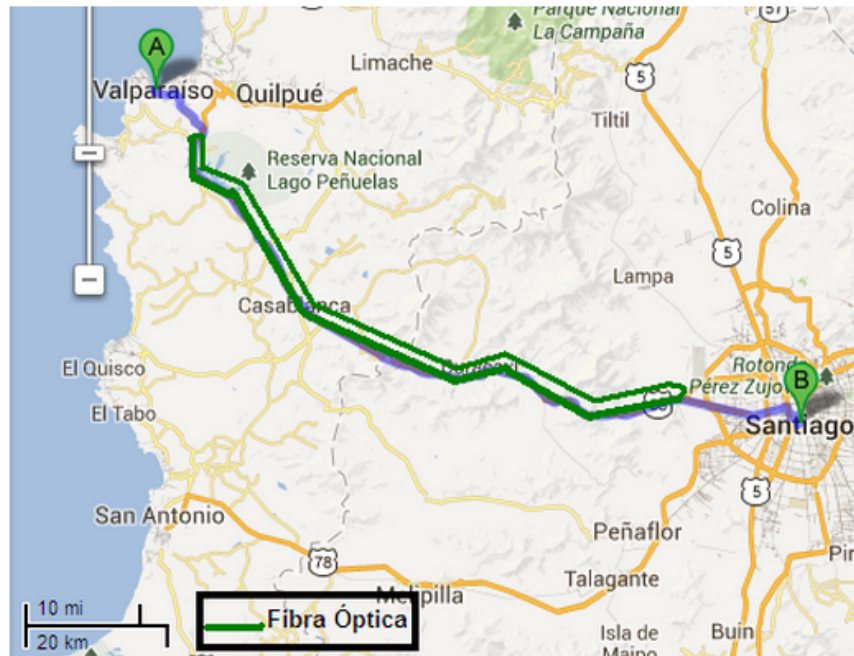 Parque Nacional
La Campaña
57
A
Limache
5
Valparaíso
Quilpué
Tiltil
Reserva Nacional
Lago Peñuelas
Colina
5
Lampa
Casablanca
El Quisco
Rotonda
Pérez Zujo
B
El Tabo
68
Santiago
5
San Antonio
Peñaflor
78
Talagante
Melipilla
10 mi
20 km
Fibra Óptica
Isla de
Maipo
Buin